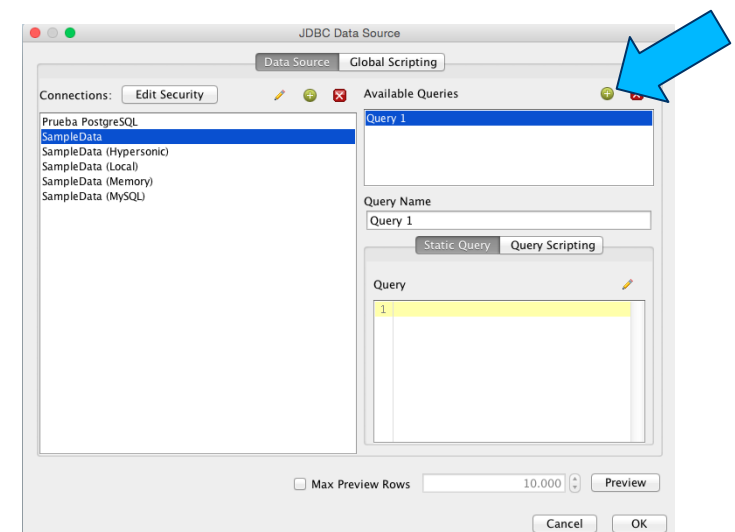 JDBC Data Source
Data Source Global Scripting
Connections: Edit Security
Prueba PostgreSQL
SampleData
SampleData (Hypersonic)
SampleData (Local)
SampleData (Memory)
SampleData (MySQL)
Available Queries
Query 1
Query Name
Query 1
Static Query Query Scripting
Query
1
Max Preview Rows 10.000 Preview
Cancel OK